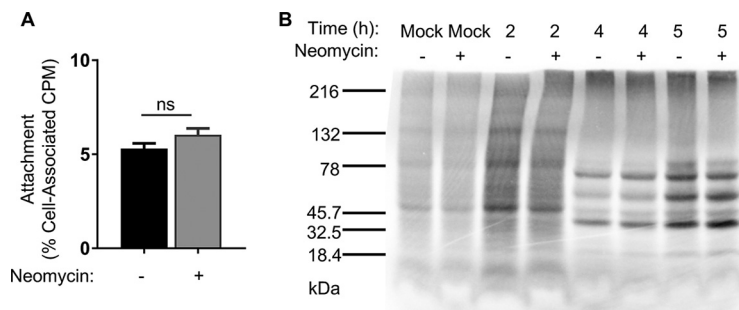 A
10
5
0
Attachment
(% Cell-Associated CPM)
ns
Neomycin: - +
B
Time (h): Mock Mock 2 2 4 4 5 5
Neomycin: - + - + - + - +
216
132
78
45.7
32.5
18.4
kDa